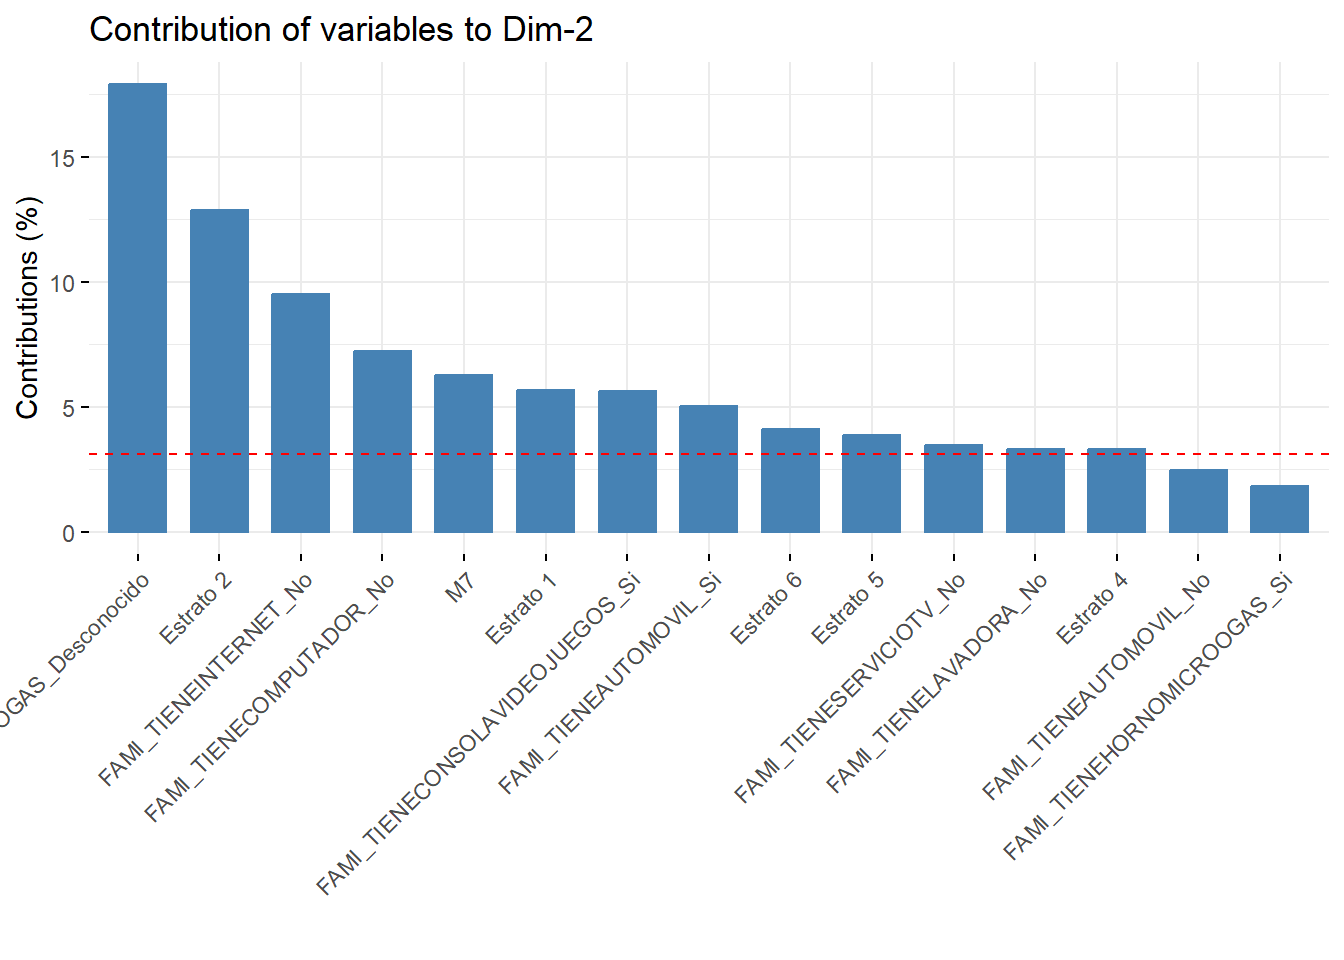 Contribution of variables to Dim-2
Contributions (%)
15
10
5
0
OGAS_Desconocido
Estrato 2
FAMI_TIENEINTERNET_No
FAMI_TIENECOMPUTADOR_No
M7
Estrato 1
FAMI_TIENECONSOLAVIDEOJUEGOS_Si
FAMI_TIENEAUTOMOVIL_Si
Estrato 6
Estrato 5
FAMI_TIENESERVICIOTV_No
FAMI_TIENELAVADORA_No
Estrato 4
FAMI_TIENEAUTOMOVIL_No
FAMI_TIENEHORNOMICROOGAS_Si